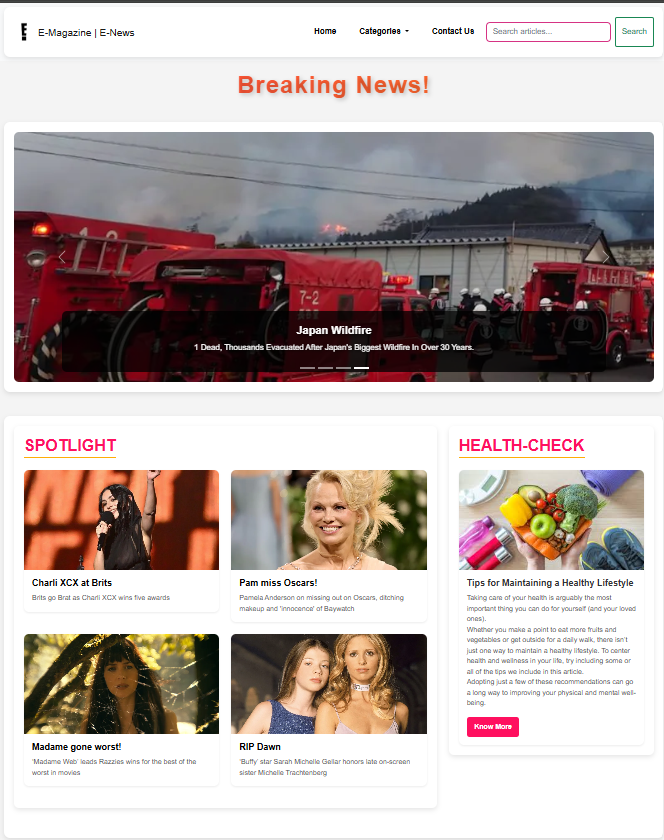 E E-Magazine | E-News Home Categories Contact Us Search articles... Search
Breaking News!
7-2
Japan Wildfire
1 Dead, Thousands Evacuated After Japan's Biggest Wildfire In Over 30 Years.
SPOTLIGHT
Charli XCX at Brits
Brits go Brat as Charli XCX wins five awards
Pam miss Oscars!
Pamela Anderson on missing out on Oscars, ditching
makeup and 'innocence' of Baywatch
Madame gone worst!
'Madame Web' leads Razzies wins for the best of the
worst in movies
RIP Dawn
'Buffy' star Sarah Michelle Gellar honors late on-screen
sister Michelle Trachtenberg
HEALTH-CHECK
Tips for Maintaining a Healthy Lifestyle
Taking care of your health is arguably the most
important thing you can do for yourself (and your loved
ones).
Whether you make a point to eat more fruits and
vegetables or get outside for a daily walk, there isn't
just one way to maintain a healthy lifestyle. To center
health and wellness in your life, try including some or
all of the tips we include in this article.
Adopting just a few of these recommendations can go
a long way to improving your physical and mental well-
being.
Know More